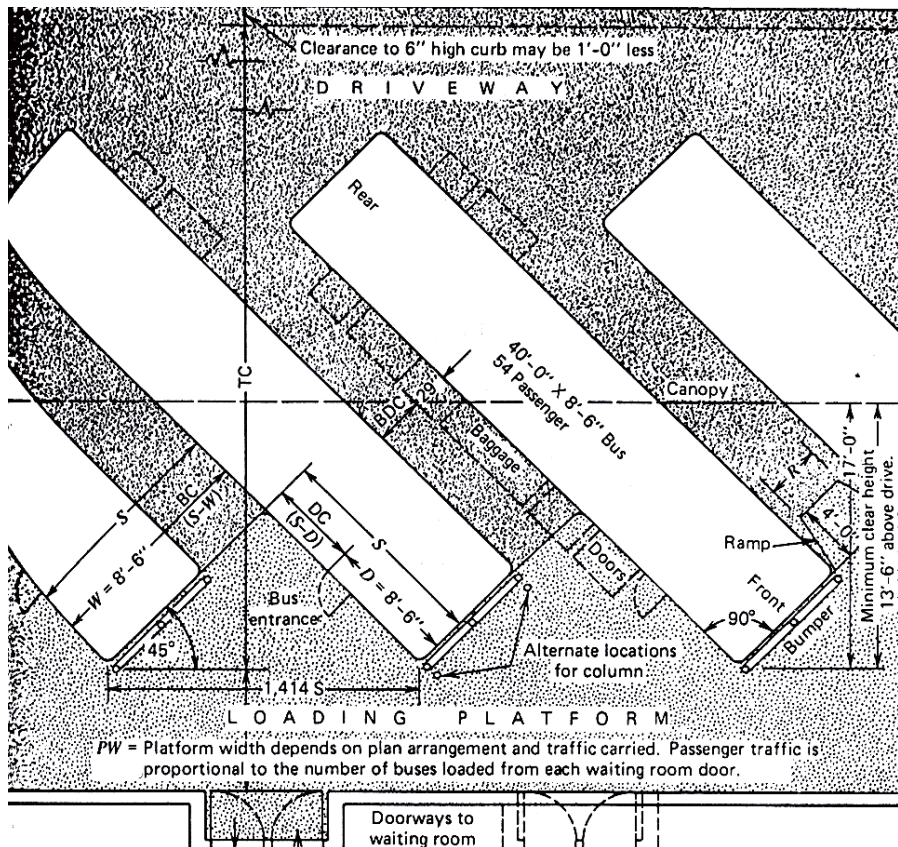 Clearance to 6" high curb may be 1'-0" less
DRIVEWAY
Rear
40'-0" X 8'-6" Bus
54 Passenger
TC
Canopy
BDC
Baggage
S
BC
(S-W)
W = 8'-6"
DC
(S-D)
S
D = 8'-6"
R
4'-0"
17'-0"
Minimum clear height
13'-6" above drive.
Ramp
Doors
Front
90°
Bumper
Bus
entrance
45°
Alternate locations
for column
1,414 S
LOADING PLATFORM
PW = Platform width depends on plan arrangement and traffic carried. Passenger traffic is
proportional to the number of buses loaded from each waiting room door.
Doorways to
waiting room